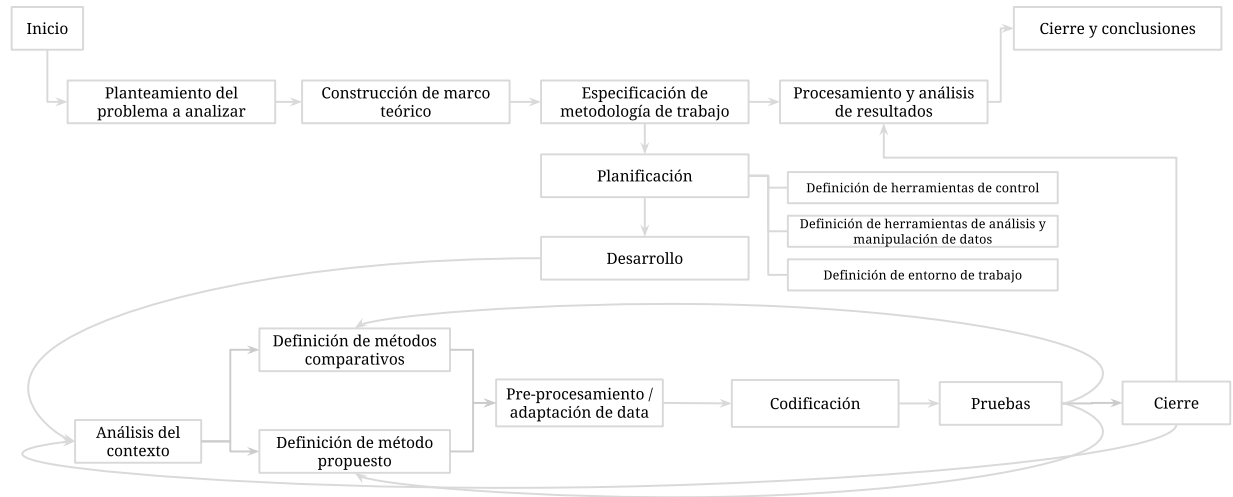 Inicio
Cierre y conclusiones
Planteamiento del
problema a analizar
Construcción de marco
teórico
Especificación de
metodología de trabajo
Procesamiento y análisis
de resultados
Planificación
Definición de herramientas de control
Definición de herramientas de análisis y
manipulación de datos
Definición de entorno de trabajo
Desarrollo
Definición de métodos
comparativos
Análisis del
contexto
Definición de método
propuesto
Pre-procesamiento /
adaptación de data
Codificación
Pruebas
Cierre